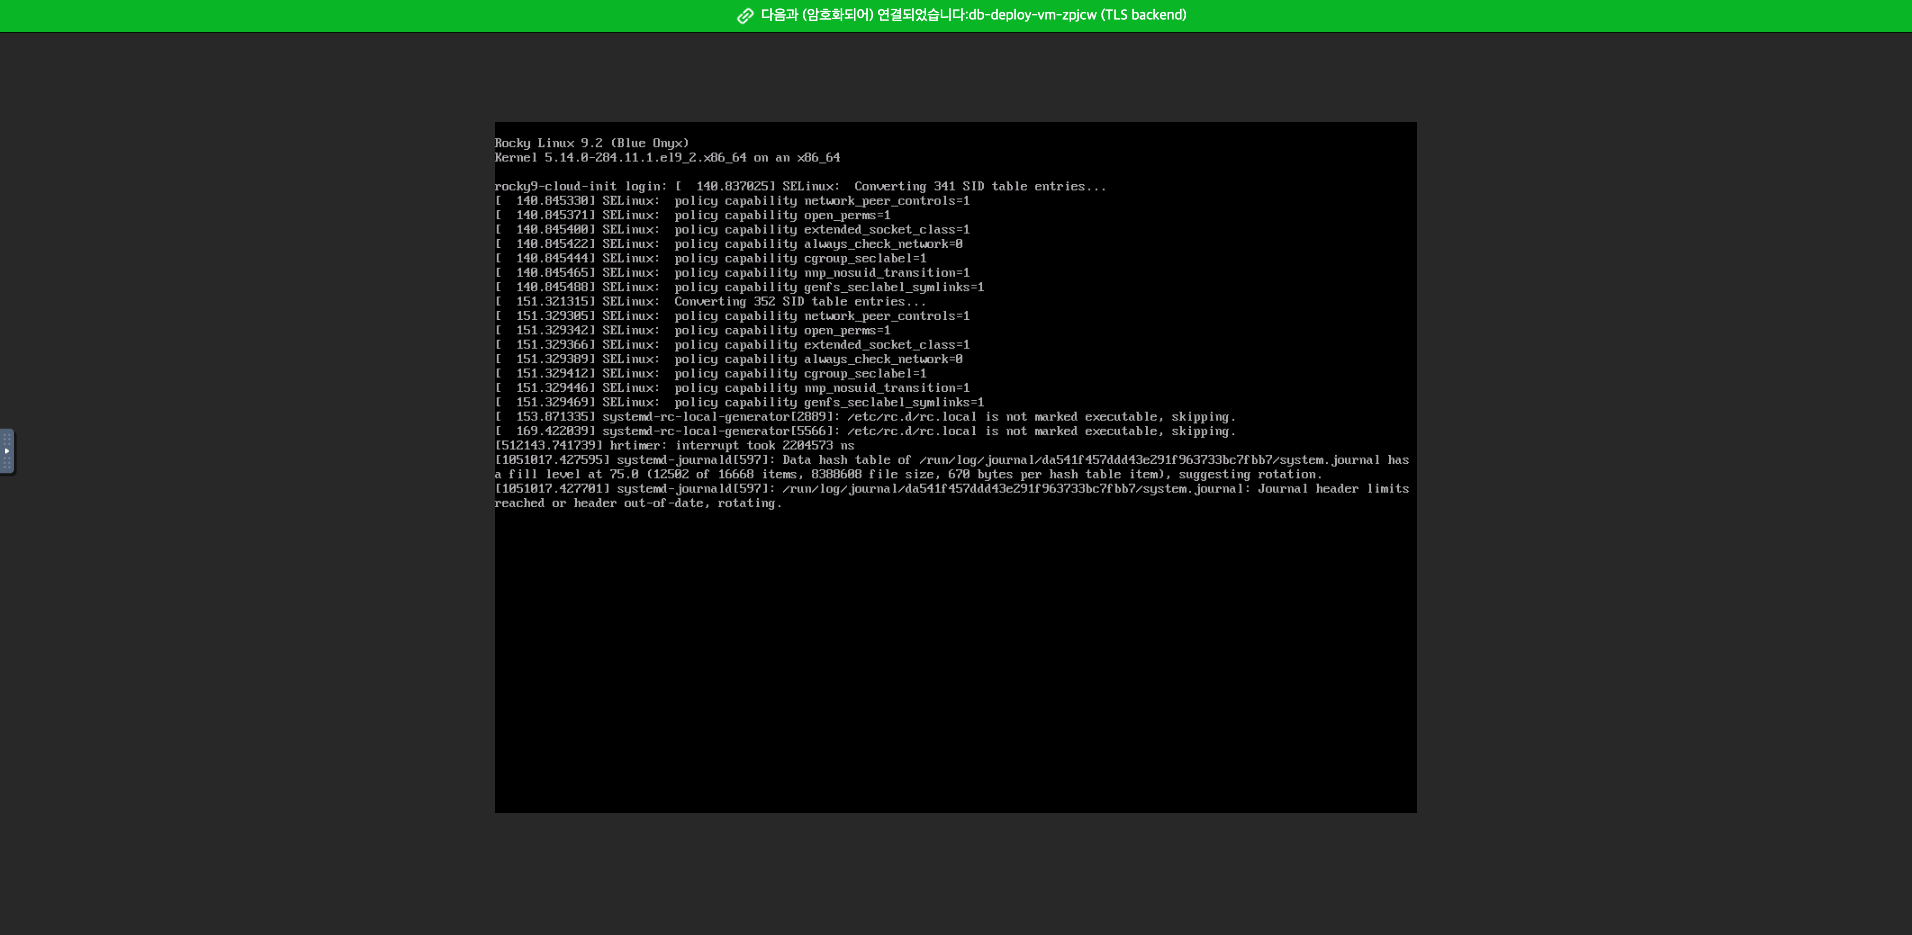 다음과 (암호화되어) 연결되었습니다:db-deploy-vm-zpjcw (TLS backend)
Rocky Linux 9.2 (Blue Onyx)
Kernel 5.14.0-284.11.1.el9_2.x86_64 on an x86_64
rocky9-cloud-init login: [  140.837025] SELinux:  Converting 341 SID table entries...
[  140.845330] SELinux:  policy capability network_peer_controls=1
[  140.845371] SELinux:  policy capability open_perms=1
[  140.845400] SELinux:  policy capability extended_socket_class=1
[  140.845422] SELinux:  policy capability always_check_network=0
[  140.845444] SELinux:  policy capability cgroup_seclabel=1
[  140.845465] SELinux:  policy capability nnp_nosuid_transition=1
[  140.845488] SELinux:  policy capability genfs_seclabel_symlinks=1
[  151.321315] SELinux:  Converting 352 SID table entries...
[  151.329305] SELinux:  policy capability network_peer_controls=1
[  151.329342] SELinux:  policy capability open_perms=1
[  151.329366] SELinux:  policy capability extended_socket_class=1
[  151.329389] SELinux:  policy capability always_check_network=0
[  151.329412] SELinux:  policy capability cgroup_seclabel=1
[  151.329446] SELinux:  policy capability nnp_nosuid_transition=1
[  151.329469] SELinux:  policy capability genfs_seclabel_symlinks=1
[  153.871335] systemd-rc-local-generator[2889]: /etc/rc.d/rc.local is not marked executable, skipping.
[  169.422039] systemd-rc-local-generator[5566]: /etc/rc.d/rc.local is not marked executable, skipping.
[512143.741739] hrtimer: interrupt took 2204573 ns
[1051017.427595] systemd-journald[597]: Data hash table of /run/log/journal/da541f457ddd43e291f963733bc7fbb7/system.journal has
a fill level at 75.0 (12502 of 16668 items, 8388608 file size, 670 bytes per hash table item), suggesting rotation.
[1051017.427701] systemd-journald[597]: /run/log/journal/da541f457ddd43e291f963733bc7fbb7/system.journal: Journal header limits
reached or header out-of-date, rotating.